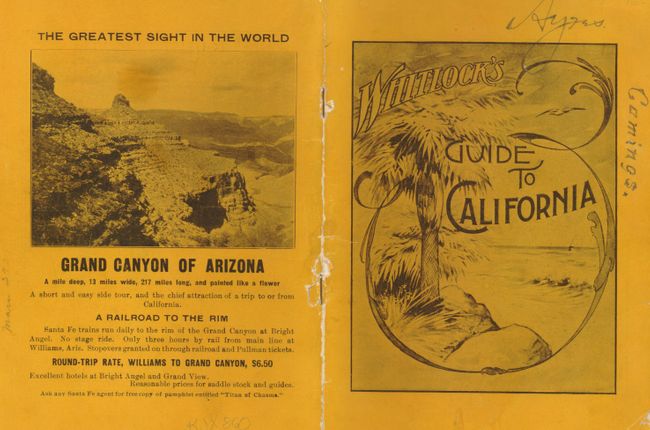 THE GREATEST SIGHT IN THE WORLD
GRAND CANYON OF ARIZONA
A mile deep, 13 miles wide, 217 miles long, and painted like a flower
A short and easy side tour, and the chief attraction of a trip to or from
California.
A RAILROAD TO THE RIM
Santa Fe trains run daily to the rim of the Grand Canyon at Bright
Angel. No stage ride. Only three hours by rail from main line at
Williams, Ariz. Stopovers granted on through railroad and Pullman tickets.
ROUND-TRIP RATE, WILLIAMS TO GRAND CANYON, $6.50
Excellent hotels at Bright Angel and Grand View.
Reasonable prices for saddle stock and guides.
Ask any Santa Fe agent for free copy of pamphlet entitled "Titan of Chasms."
WHITLOCK'S
GUIDE
TO
CALIFORNIA
Comings.